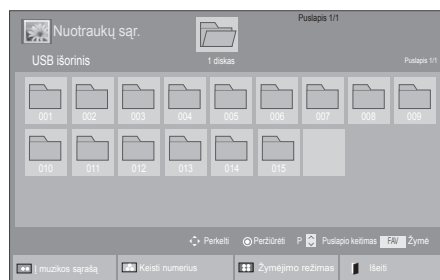 Puslapis 1/1
Nuotraukų sąr.
USB išorinis
1 diskas
Puslapis 1/1
001 002 003 004 005 006 007 008 009
010 011 012 013 014 015
Perkelti Peržiūrėti P Puslapio keitimas FAV Žymė
Į muzikos sąrašą Keisti numerius Žymėjimo režimas Išeiti